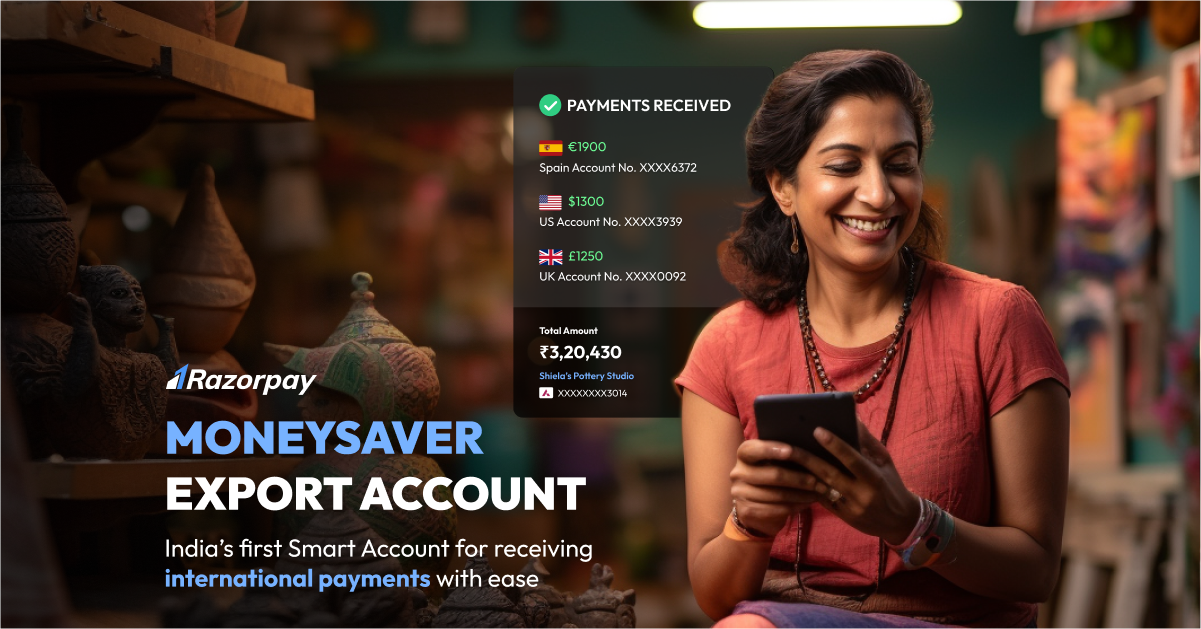 PAYMENTS RECEIVED
€1900
Spain Account No. XXXX6372
$1300
US Account No. XXXX3939
£1250
UK Account No. XXXX0092
Total Amount
₹3,20,430
Shiela's Pottery Studio
XXXXXXXX3014
Razorpay
MONEYSAVER
EXPORT ACCOUNT
India's first Smart Account for receiving
international payments with ease